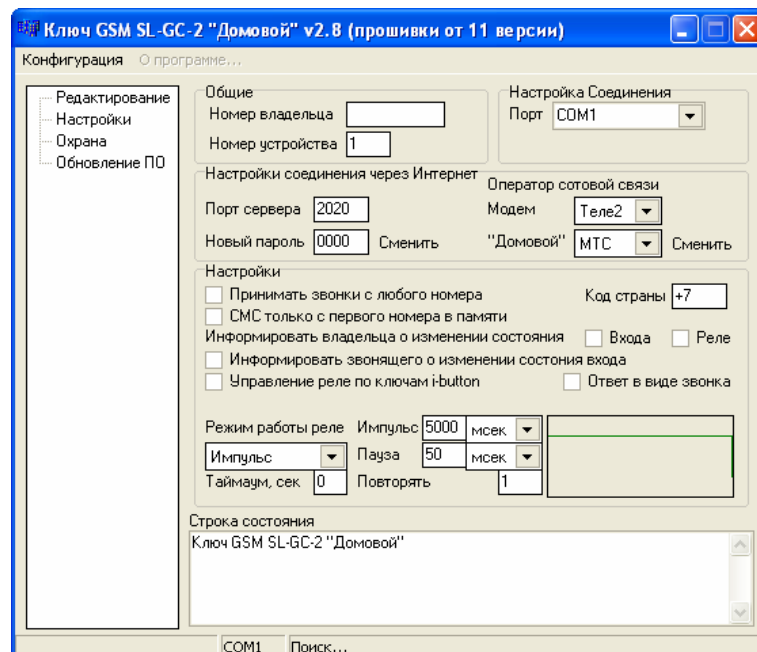 Ключ GSM SL-GC-2 "Домовой" v2.8 (прошивки от 11 версии)
Конфигурация О программе...
Редактирование
Настройки
Охрана
Обновление ПО
Общие
Номер владельца
Номер устройства 1
Настройка Соединения
Порт COM1
Настройки соединения через Интернет
Порт сервера 2020
Новый пароль 0000 Сменить
Оператор сотовой связи
Модем Теле2
"Домовой" МТС Сменить
Настройки
Принимать звонки с любого номера Код страны +7
СМС только с первого номера в памяти
Информировать владельца о изменении состояния Входа Реле
Информировать звонящего о изменении состония входа
Управление реле по ключам i-button Ответ в виде звонка
Режим работы реле Импульс 5000 мсек
Импульс Пауза 50 мсек
Таймаум, сек 0 Повторять 1
Строка состояния
Ключ GSM SL-GC-2 "Домовой"
COM1 Поиск...